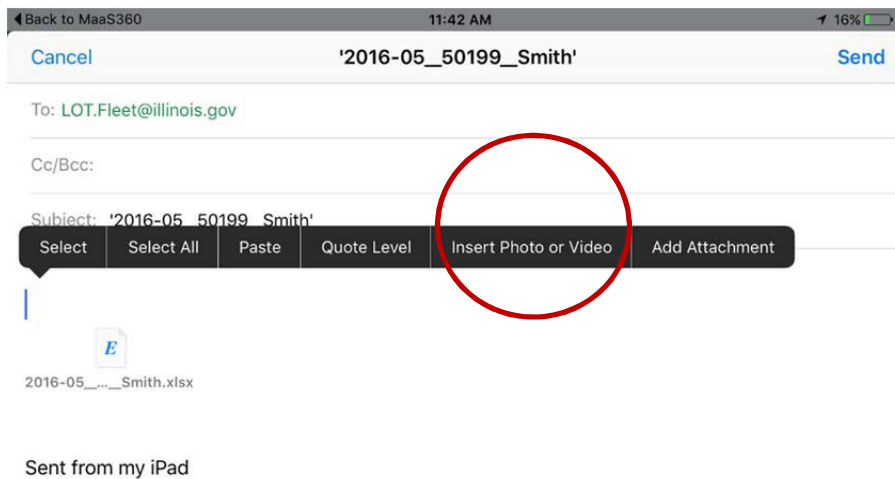 Back to MaaS360 11:42 AM 16%
Cancel '2016-05__50199__Smith' Send
To: LOT.Fleet@illinois.gov
Cc/Bcc:
Subject: '2016-05__50199__Smith'
Select Select All Paste Quote Level Insert Photo or Video Add Attachment
E
2016-05__...__Smith.xlsx
Sent from my iPad